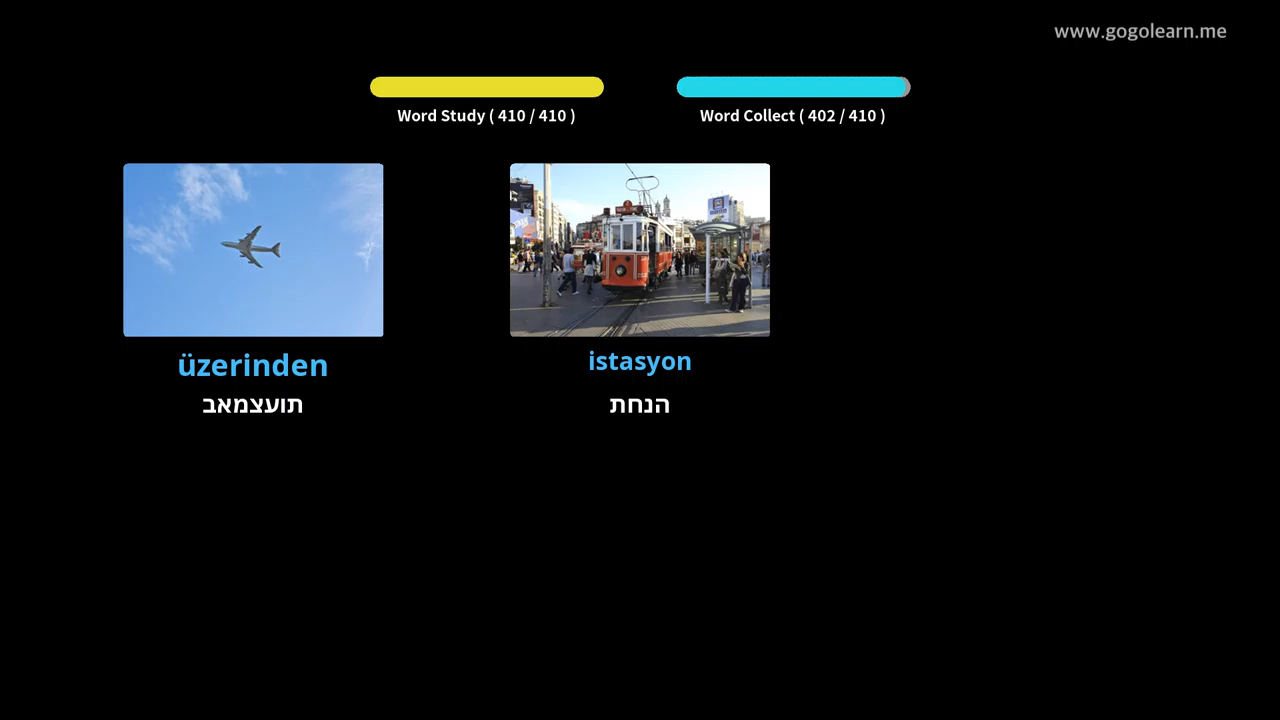 www.gogolearn.me
Word Study ( 410 / 410 )
Word Collect ( 402 / 410 )
üzerinden
תועצמאב
istasyon
הנחת